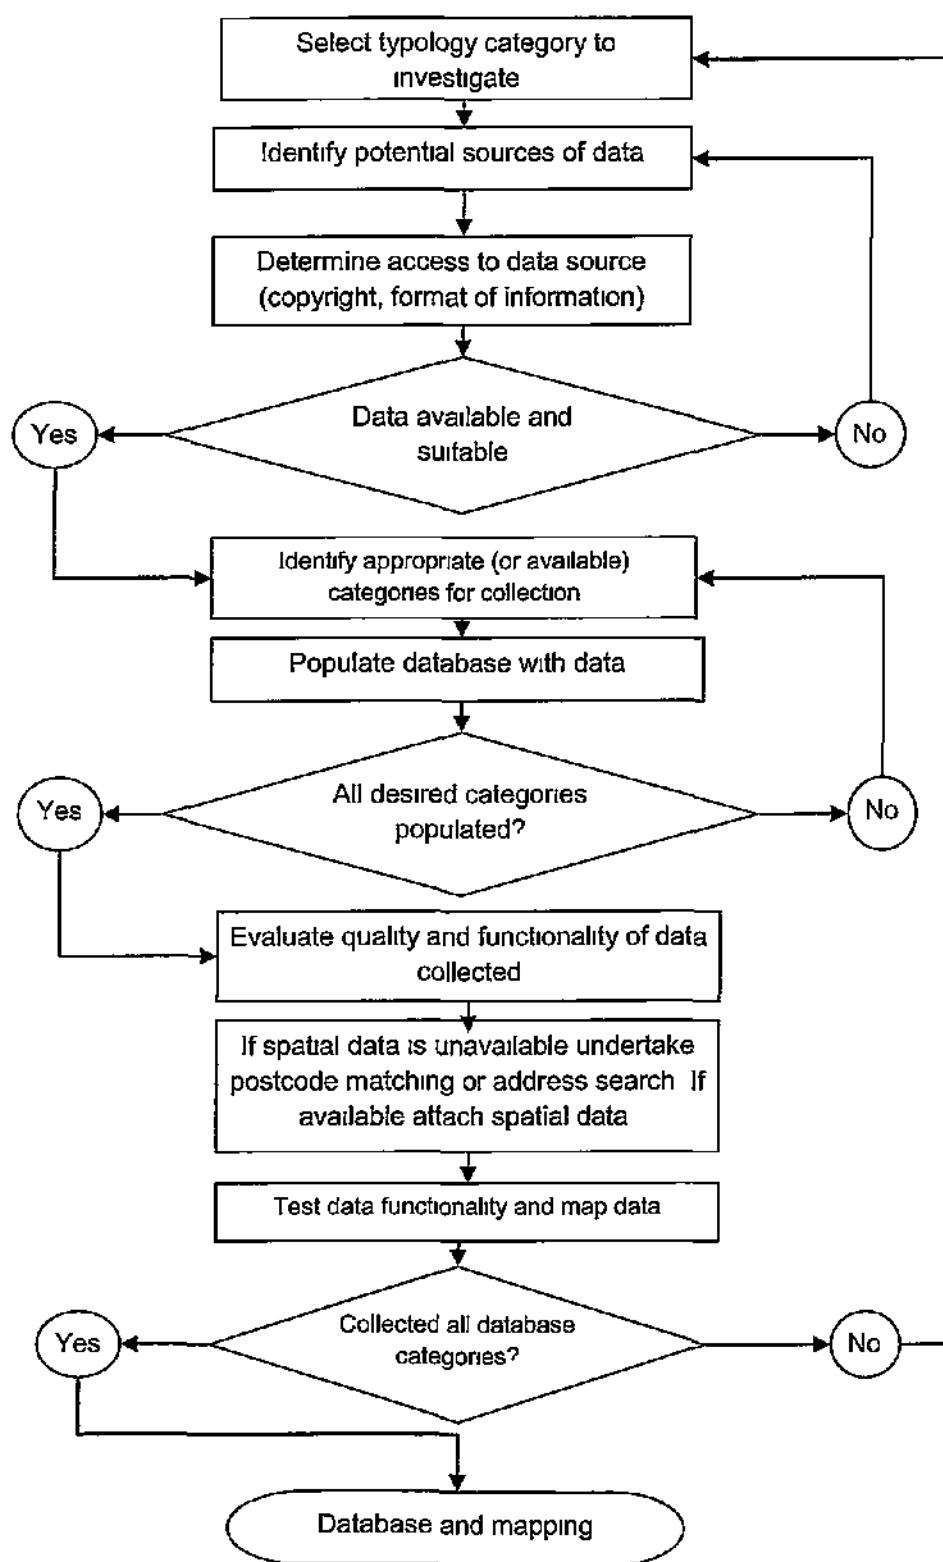 Select typology category to
investigate
Identify potential sources of data
Determine access to data source
(copyright, format of information)
Data available and
suitable
Yes
No
Identify appropriate (or available)
categories for collection
Populate database with data
All desired categories
populated?
Yes
No
Evaluate quality and functionality of data
collected
If spatial data is unavailable undertake
postcode matching or address search If
available attach spatial data
Test data functionality and map data
Collected all database
categories?
Yes
No
Database and mapping